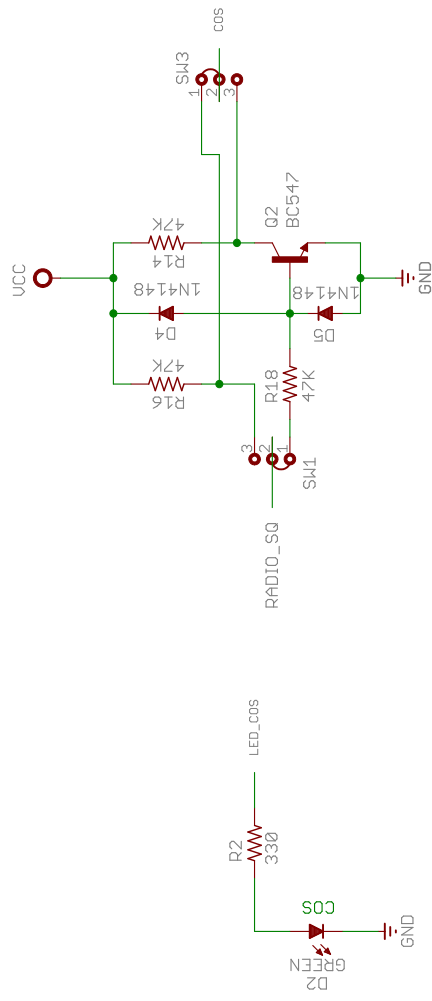 COS
SW3
1
2
3
VCC
47K
R14
Q2
BC547
1N4148
D4
1N4148
D5
GND
47K
R16
R18
47K
3
2
1
SW1
RADIO_SQ
LED_COS
R2
330
COS
GREEN
D2
GND